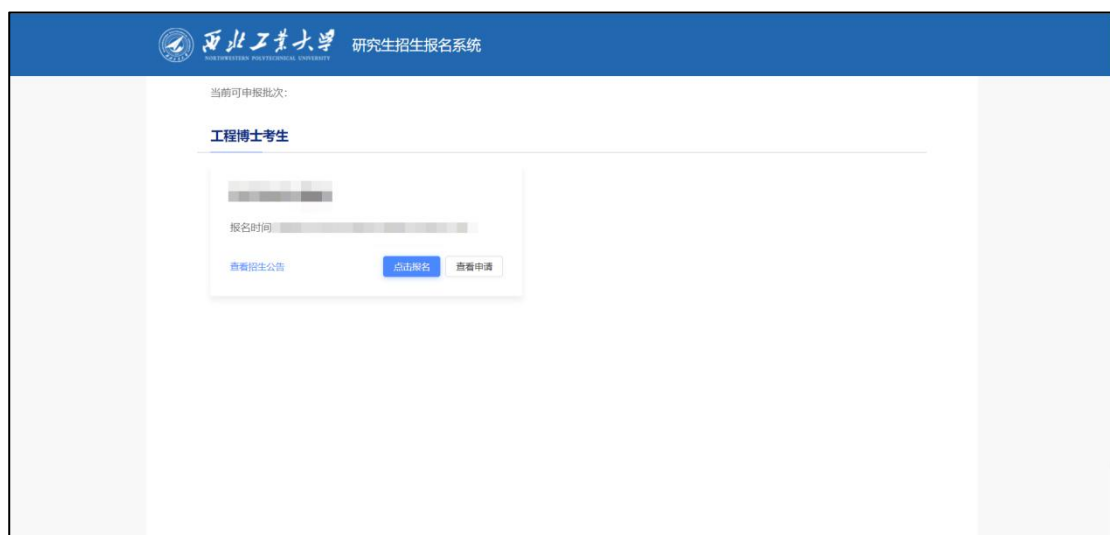 西北工业大学 研究生招生报名系统
NORTHWESTERN POLYTECHNICAL UNIVERSITY
当前可申报批次:
工程博士考生
报名时间
查看招生公告 点击报名 查看申请